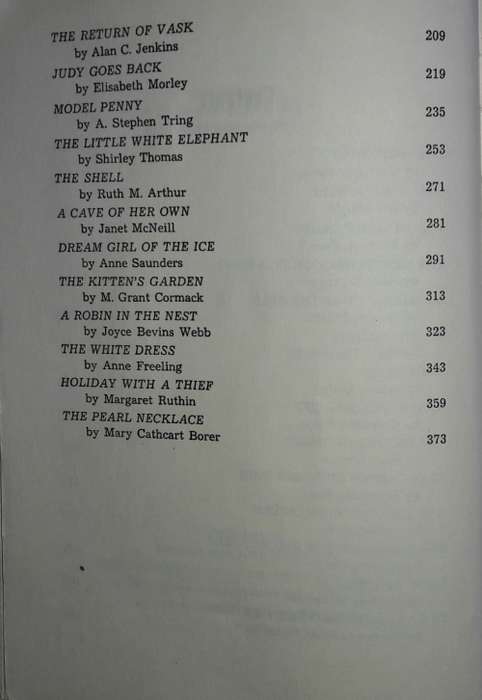 THE RETURN OF VASK 209
by Alan C. Jenkins
JUDY GOES BACK 219
by Elisabeth Morley
MODEL PENNY 235
by A. Stephen Tring
THE LITTLE WHITE ELEPHANT 253
by Shirley Thomas
THE SHELL 271
by Ruth M. Arthur
A CAVE OF HER OWN 281
by Janet McNeill
DREAM GIRL OF THE ICE 291
by Anne Saunders
THE KITTEN'S GARDEN 313
by M. Grant Cormack
A ROBIN IN THE NEST 323
by Joyce Bevins Webb
THE WHITE DRESS 343
by Anne Freeling
HOLIDAY WITH A THIEF 359
by Margaret Ruthin
THE PEARL NECKLACE 373
by Mary Cathcart Borer